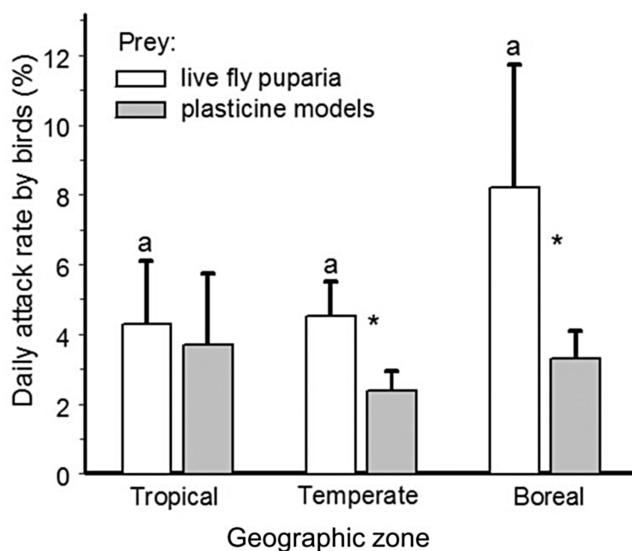 Daily attack rate by birds (%)
12
10
8
6
4
2
0
Prey:
live fly puparia
plasticine models
a
a
*
a
*
Tropical
Temperate
Boreal
Geographic zone